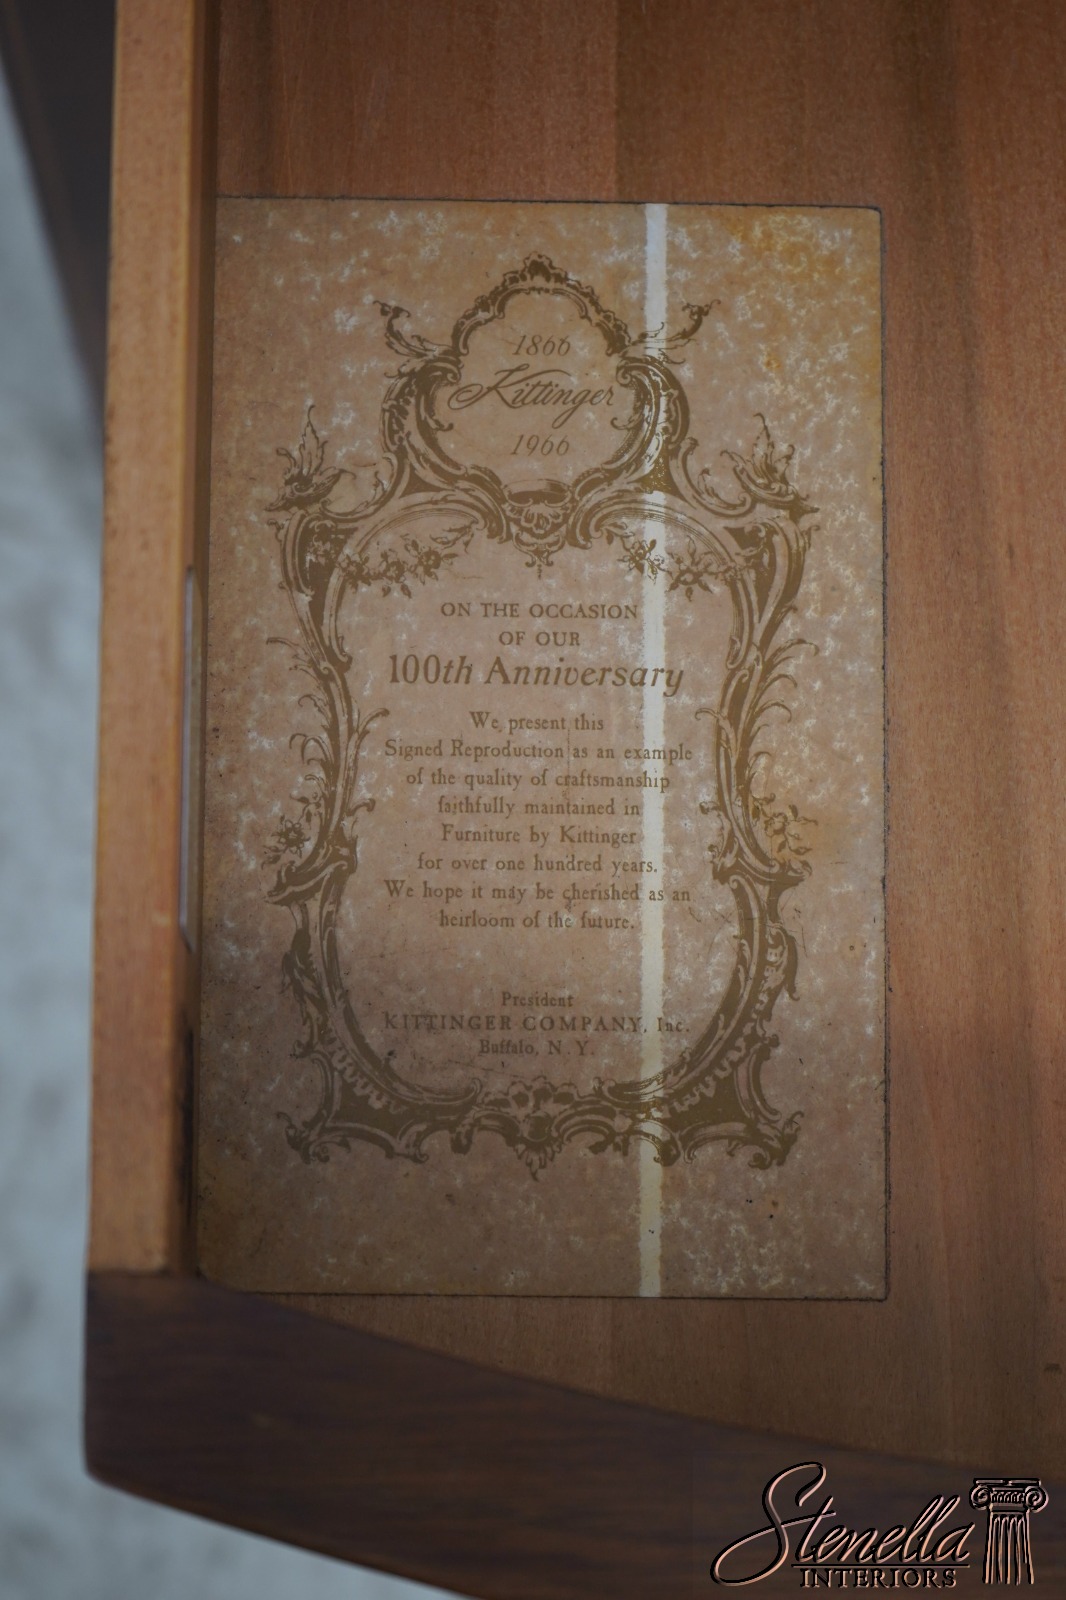 1866
Kittinger
1966
ON THE OCCASION
OF OUR
100th Anniversary
We present this
Signed Reproduction as an example
of the quality of craftsmanship
faithfully maintained in
Furniture by Kittinger
for over one hundred years.
We hope it may be cherished as an
heirloom of the future.
President
KITTINGER COMPANY, Inc.
Buffalo, N. Y.
Stenella
INTERIORS